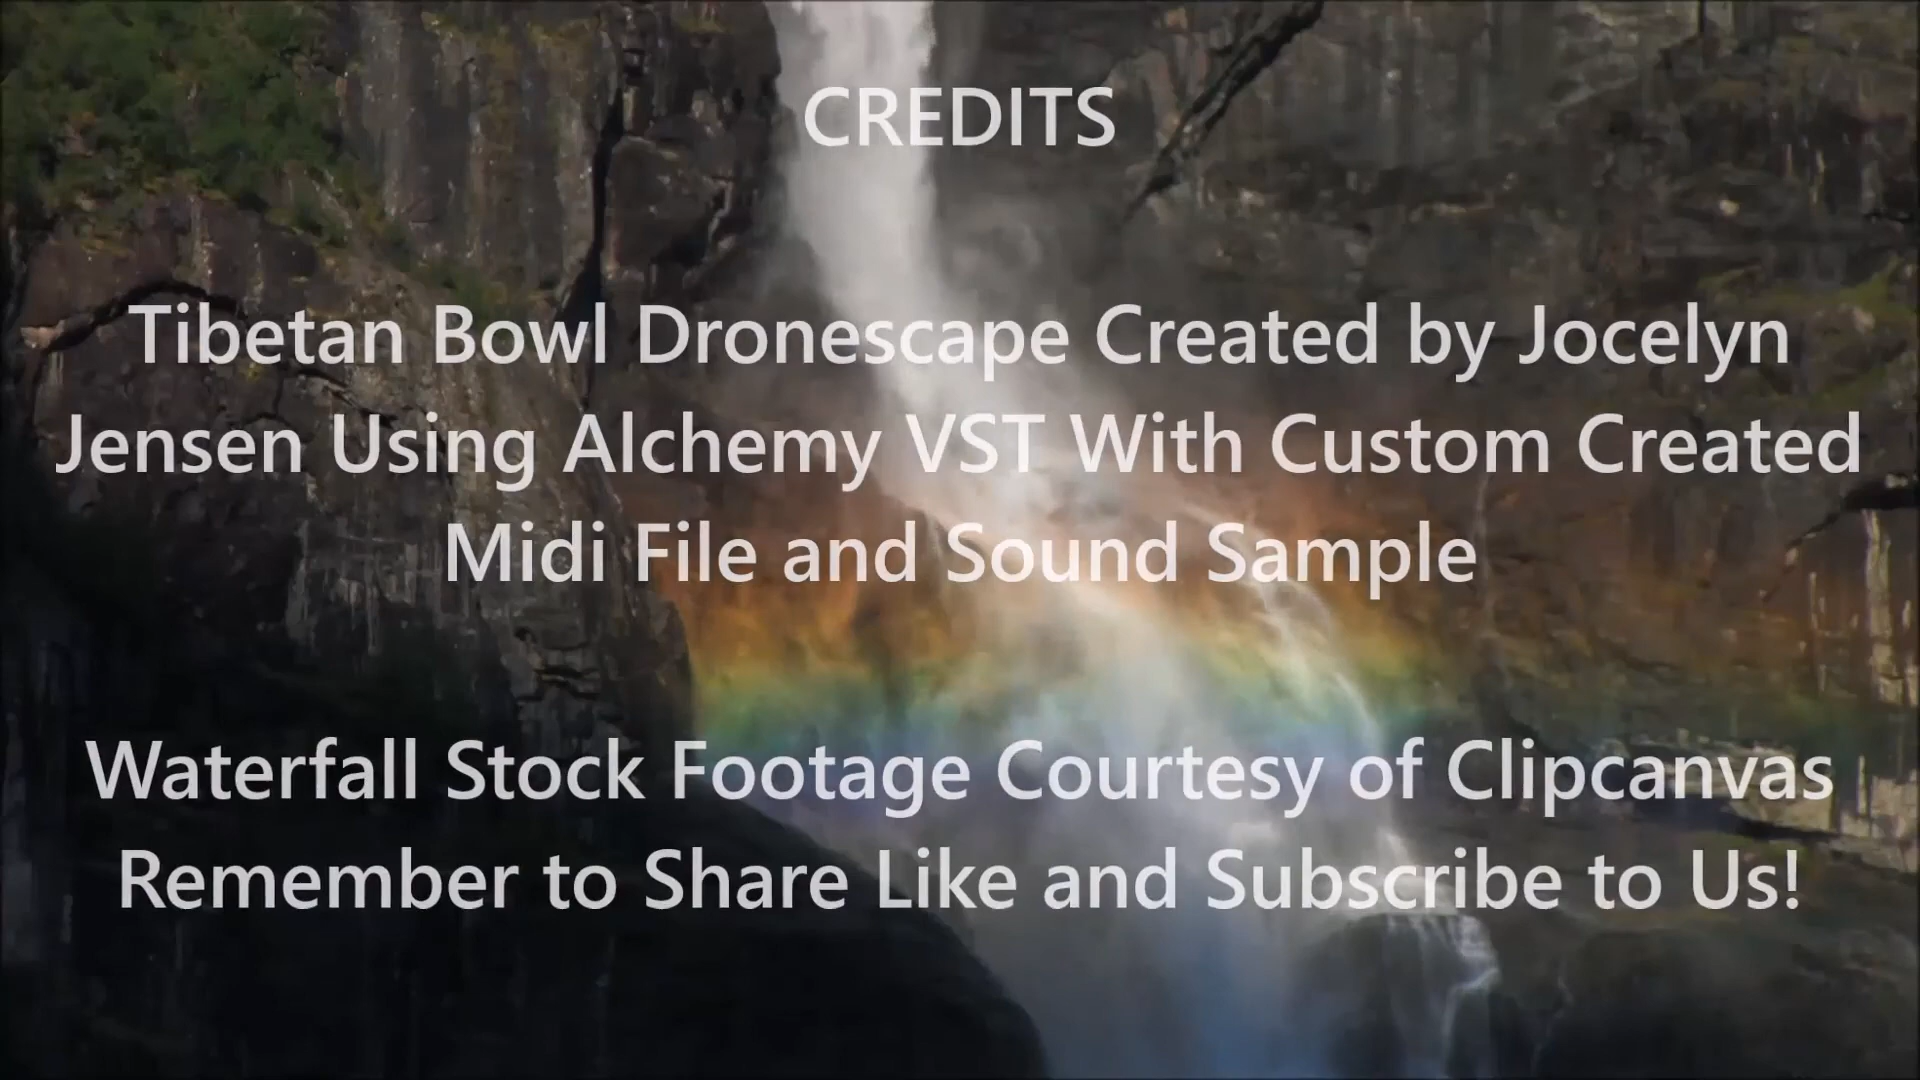 CREDITS
Tibetan Bowl Dronescape Created by Jocelyn
Jensen Using Alchemy VST With Custom Created
Midi File and Sound Sample
Waterfall Stock Footage Courtesy of Clipcanvas
Remember to Share Like and Subscribe to Us!